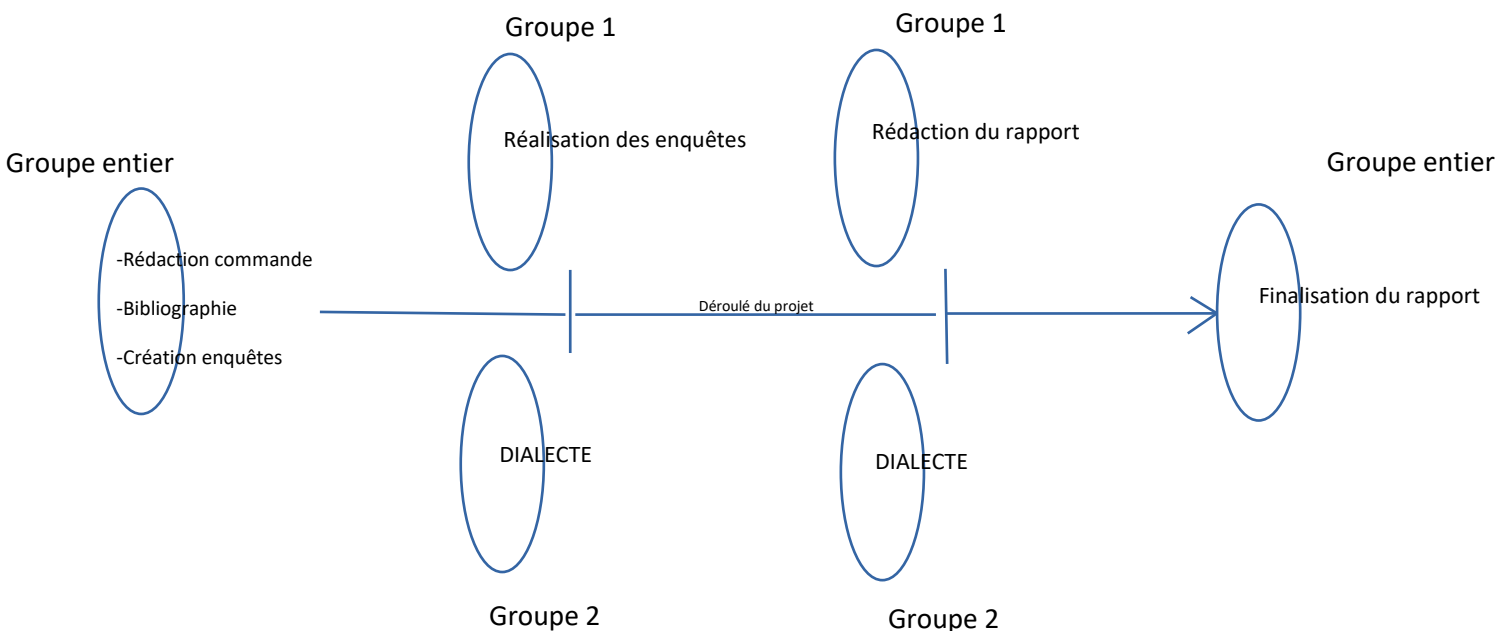 Groupe entier
-Rédaction commande
-Bibliographie
-Création enquêtes
Groupe 1
Réalisation des enquêtes
DIALECTE
Groupe 2
Déroulé du projet
Groupe 1
Rédaction du rapport
DIALECTE
Groupe 2
Groupe entier
Finalisation du rapport